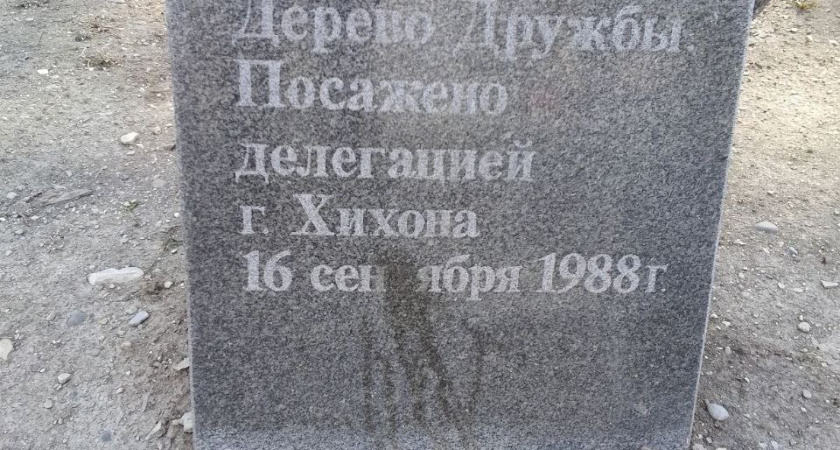 Дерево Дружбы.
Посажено
делегацией
г. Хихона
16 сентября 1988г.